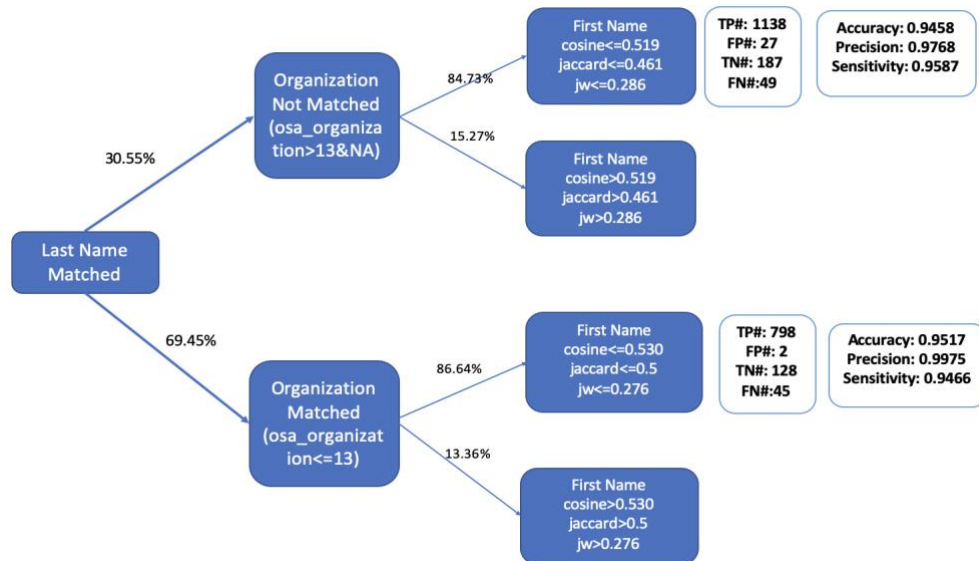 First Name
cosine<=0.519
jaccard<=0.461
jw<=0.286
TP#: 1138
FP#: 27
TN#: 187
FN#:49
Accuracy: 0.9458
Precision: 0.9768
Sensitivity: 0.9587
Organization
Not Matched
(osa_organiza
tion>13&NA)
84.73%
15.27%
30.55%
First Name
cosine>0.519
jaccard>0.461
jw>0.286
Last Name
Matched
69.45%
First Name
cosine<=0.530
jaccard<=0.5
jw<=0.276
TP#: 798
FP#: 2
TN#: 128
FN#:45
Accuracy: 0.9517
Precision: 0.9975
Sensitivity: 0.9466
86.64%
Organization
Matched
(osa_organizat
ion<=13)
13.36%
First Name
cosine>0.530
jaccard>0.5
jw>0.276